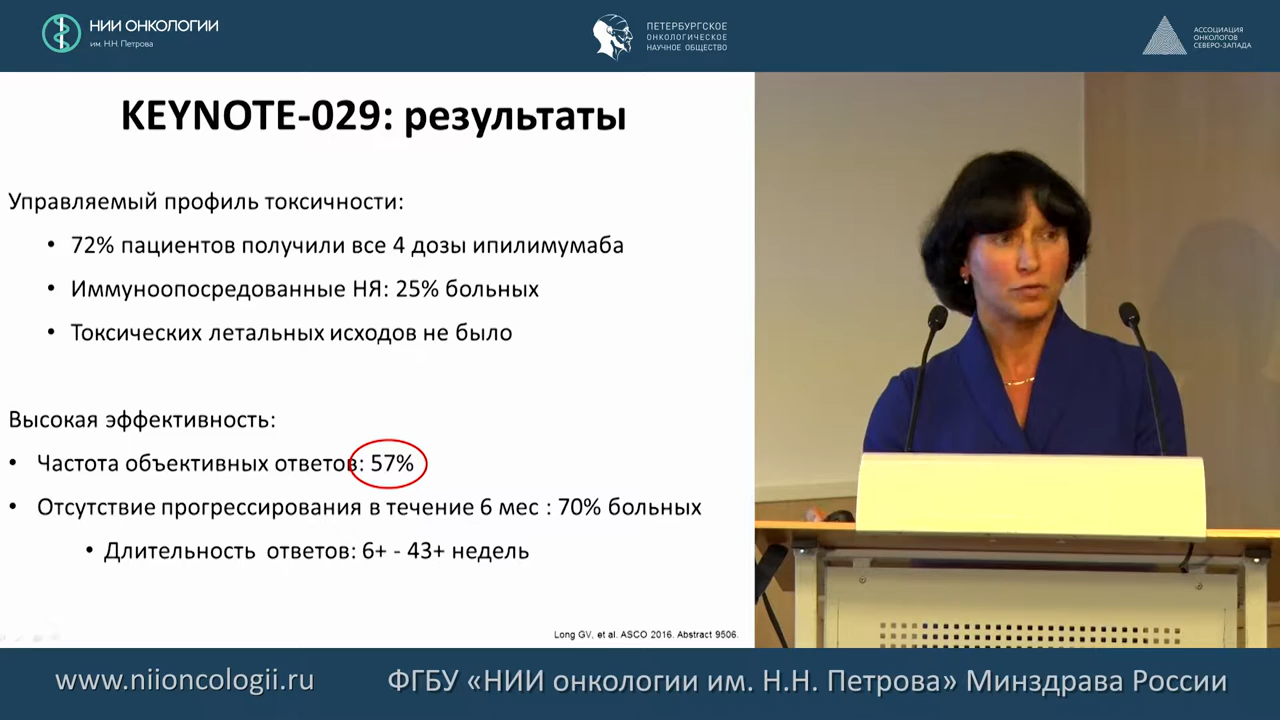 НИИ ОНКОЛОГИИ
им. Н.Н. Петрова
ПЕТЕРБУРГСКОЕ
ОНКОЛОГИЧЕСКОЕ
НАУЧНОЕ ОБЩЕСТВО
АССОЦИАЦИЯ
ОНКОЛОГОВ
СЕВЕРО-ЗАПАДА
KEYNOTE-029: результаты
Управляемый профиль токсичности:
• 72% пациентов получили все 4 дозы ипилимумаба
• Иммуноопосредованные НЯ: 25% больных
• Токсических летальных исходов не было
Высокая эффективность:
• Частота объективных ответов: 57%
• Отсутствие прогрессирования в течение 6 мес : 70% больных
• Длительность ответов: 6+ - 43+ недель
Long GV, et al. ASCO 2016. Abstract 9506.
www.niioncologii.ru
ФГБУ «НИИ онкологии им. Н.Н. Петрова» Минздрава России